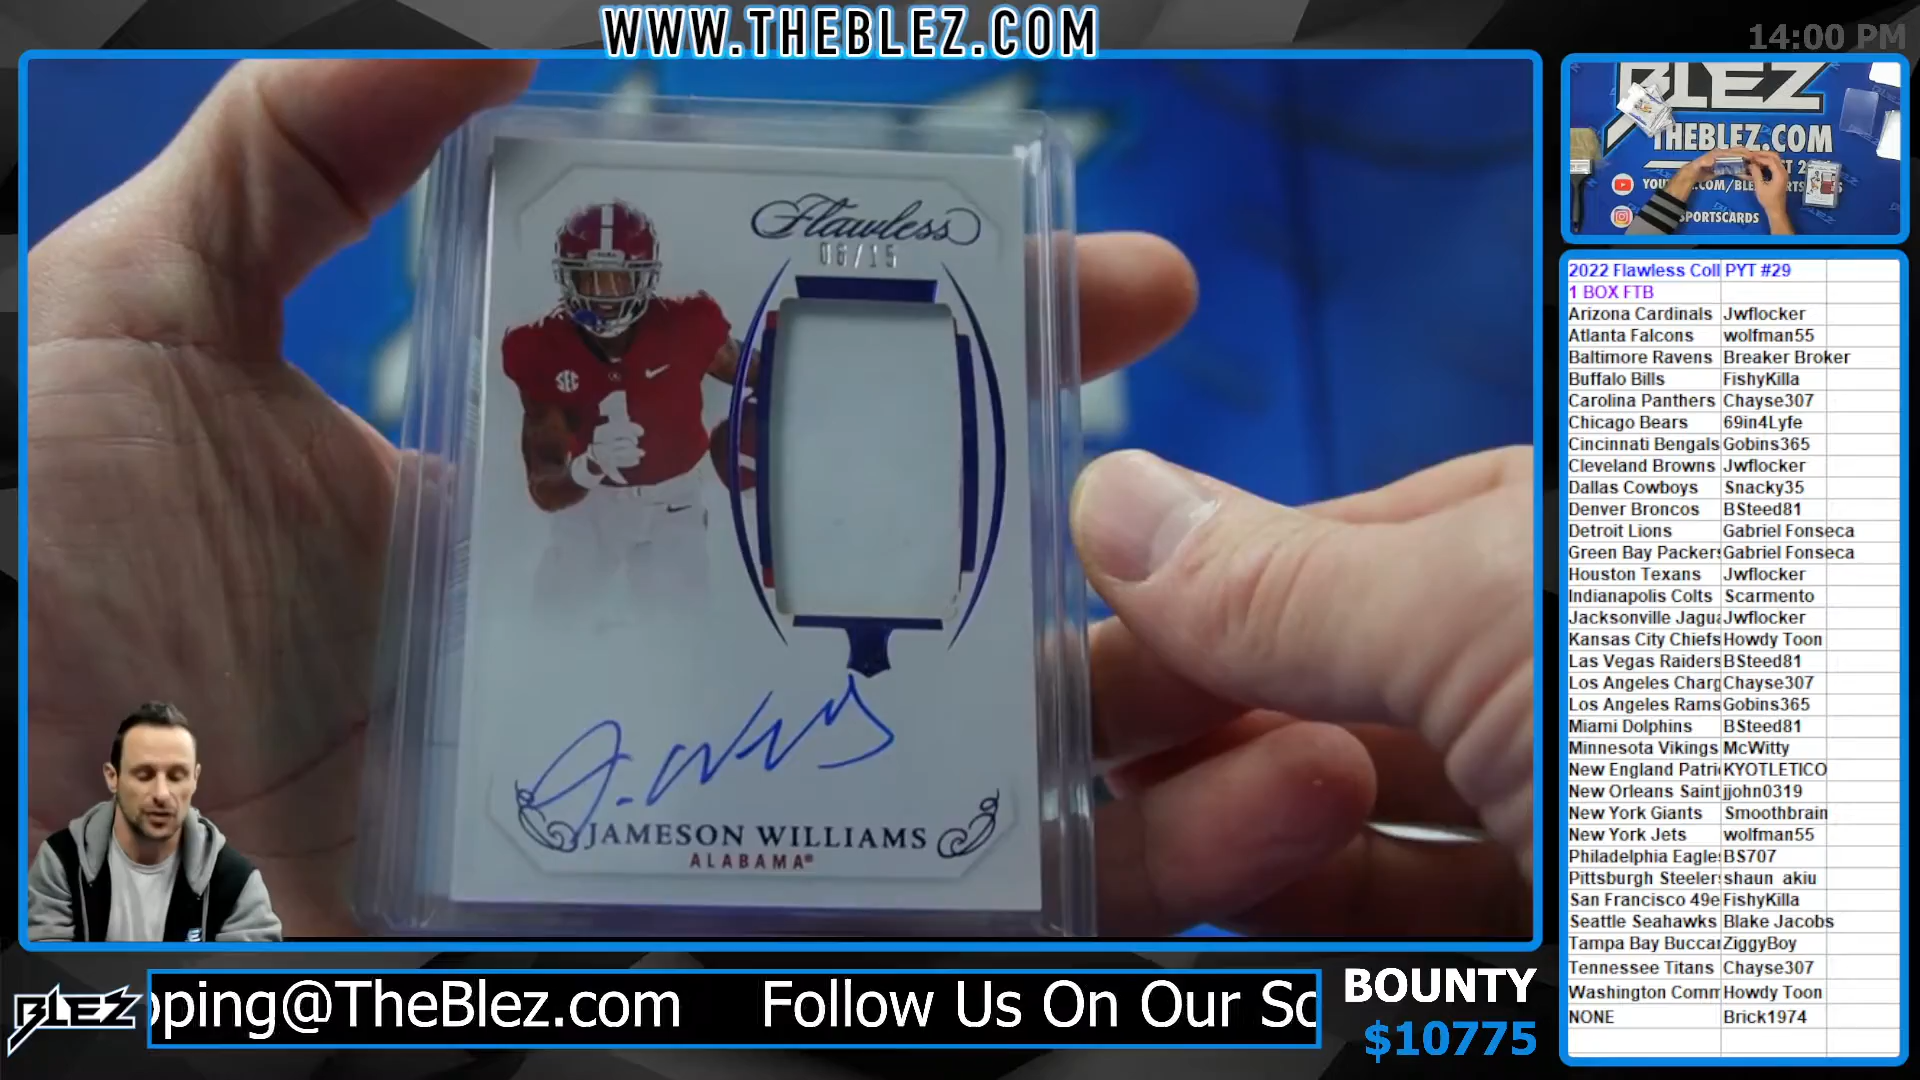 WWW.THEBLEZ.COM
14:00 PM
Flawless
06/15
SEC
1
JAMESON WILLIAMS
ALABAMA®
BLEZ
THEBLEZ.COM
SPORTSCARDS
2022 Flawless Coll PYT #29
1 BOX FTB
Arizona Cardinals Jwflocker
Atlanta Falcons wolfman55
Baltimore Ravens Breaker Broker
Buffalo Bills FishyKilla
Carolina Panthers Chayse307
Chicago Bears 69in4Lyfe
Cincinnati Bengals Gobins365
Cleveland Browns Jwflocker
Dallas Cowboys Snacky35
Denver Broncos BSteed81
Detroit Lions Gabriel Fonseca
Green Bay Packers Gabriel Fonseca
Houston Texans Jwflocker
Indianapolis Colts Scarmento
Jacksonville Jagua Jwflocker
Kansas City Chiefs Howdy Toon
Las Vegas Raiders BSteed81
Los Angeles Charg Chayse307
Los Angeles Rams Gobins365
Miami Dolphins BSteed81
Minnesota Vikings McWitty
New England Patri KYOTLETICO
New Orleans Saint jjohn0319
New York Giants Smoothbrain
New York Jets wolfman55
Philadelphia Eagle BS707
Pittsburgh Steeler shaun akiu
San Francisco 49e FishyKilla
Seattle Seahawks Blake Jacobs
Tampa Bay Buccan ZiggyBoy
Tennessee Titans Chayse307
Washington Comm Howdy Toon
NONE Brick1974
BLEZ
pping@TheBlez.com Follow Us On Our So
BOUNTY
$10775